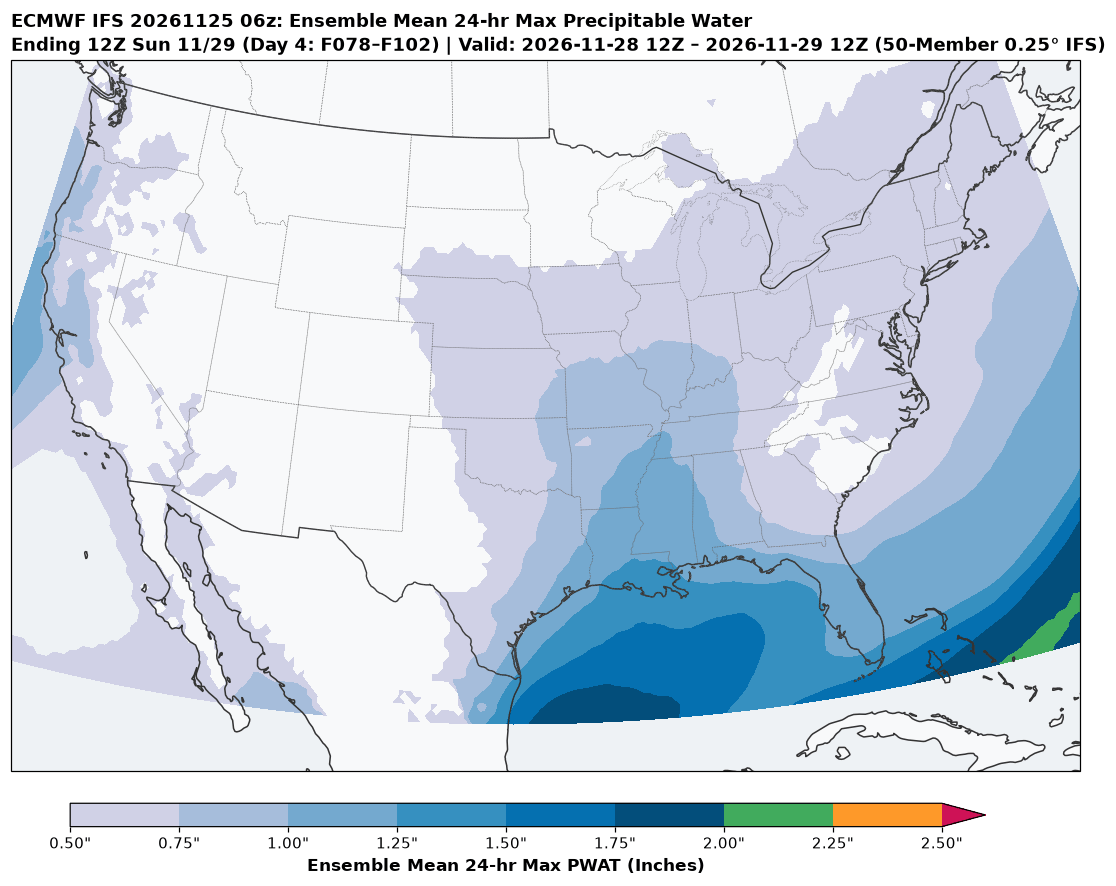 ECMWF IFS 20261125 06z: Ensemble Mean 24-hr Max Precipitable Water
Ending 12Z Sun 11/29 (Day 4: F078–F102) | Valid: 2026-11-28 12Z – 2026-11-29 12Z (50-Member 0.25° IFS)
0.50" 0.75" 1.00" 1.25" 1.50" 1.75" 2.00" 2.25" 2.50"
Ensemble Mean 24-hr Max PWAT (Inches)